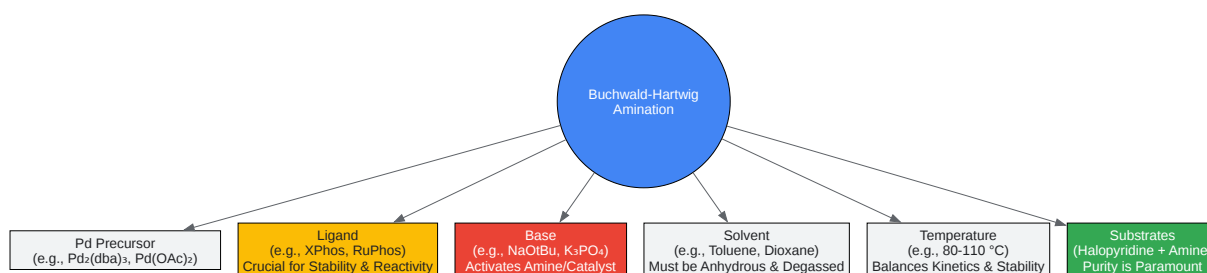 Buchwald-Hartwig
Amination
Pd Precursor
(e.g., Pd₂(dba)₃, Pd(OAc)₂)
Ligand
(e.g., XPhos, RuPhos)
Crucial for Stability & Reactivity
Base
(e.g., NaOtBu, K₃PO₄)
Activates Amine/Catalyst
Solvent
(e.g., Toluene, Dioxane)
Must be Anhydrous & Degassed
Temperature
(e.g., 80-110 °C)
Balances Kinetics & Stability
Substrates
(Halopyridine + Amine
Purity is Paramount